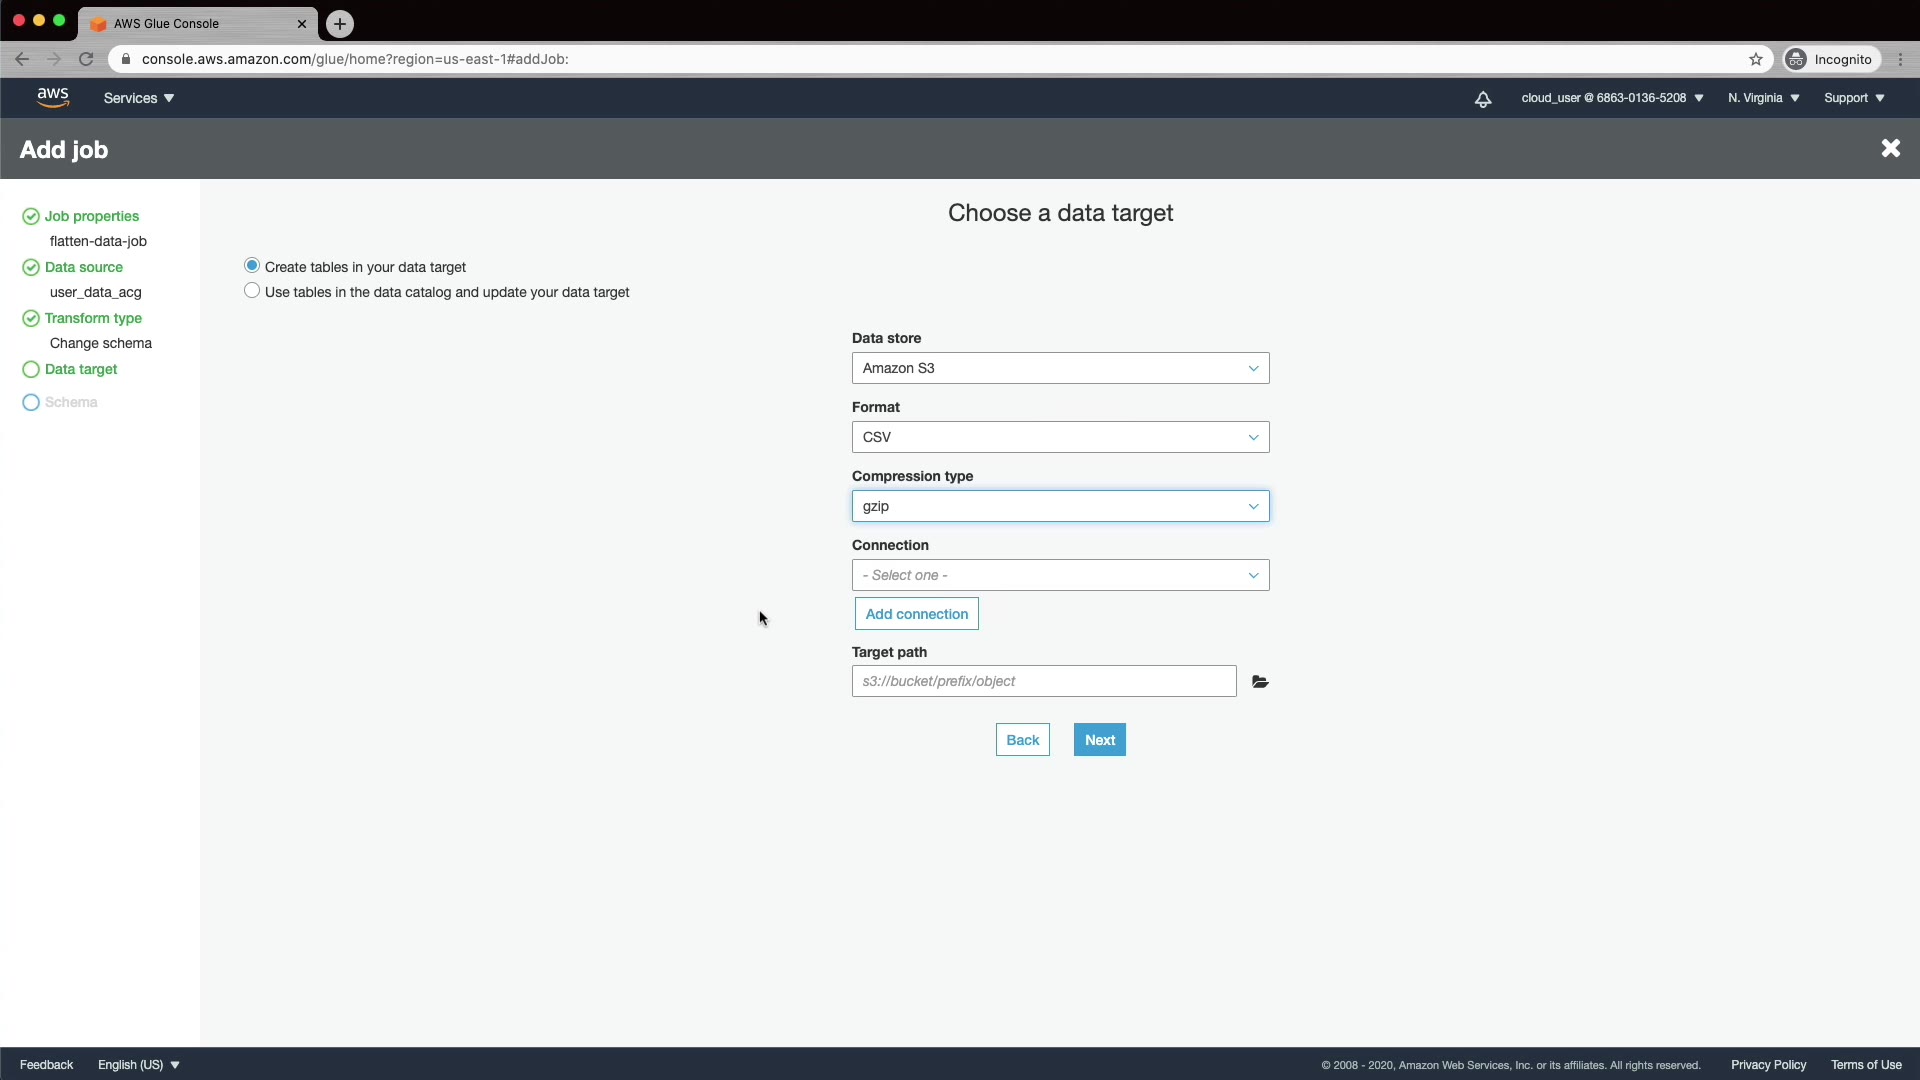 AWS Glue Console
console.aws.amazon.com/glue/home?region=us-east-1#addJob:
Incognito
aws
Services
cloud_user @ 6863-0136-5208
N. Virginia
Support
Add job
Job properties
flatten-data-job
Data source
user_data_acg
Transform type
Change schema
Data target
Schema
Choose a data target
Create tables in your data target
Use tables in the data catalog and update your data target
Data store
Amazon S3
Format
CSV
Compression type
gzip
Connection
- Select one -
Add connection
Target path
s3://bucket/prefix/object
Back
Next
Feedback
English (US)
© 2008 - 2020, Amazon Web Services, Inc. or its affiliates. All rights reserved.
Privacy Policy
Terms of Use